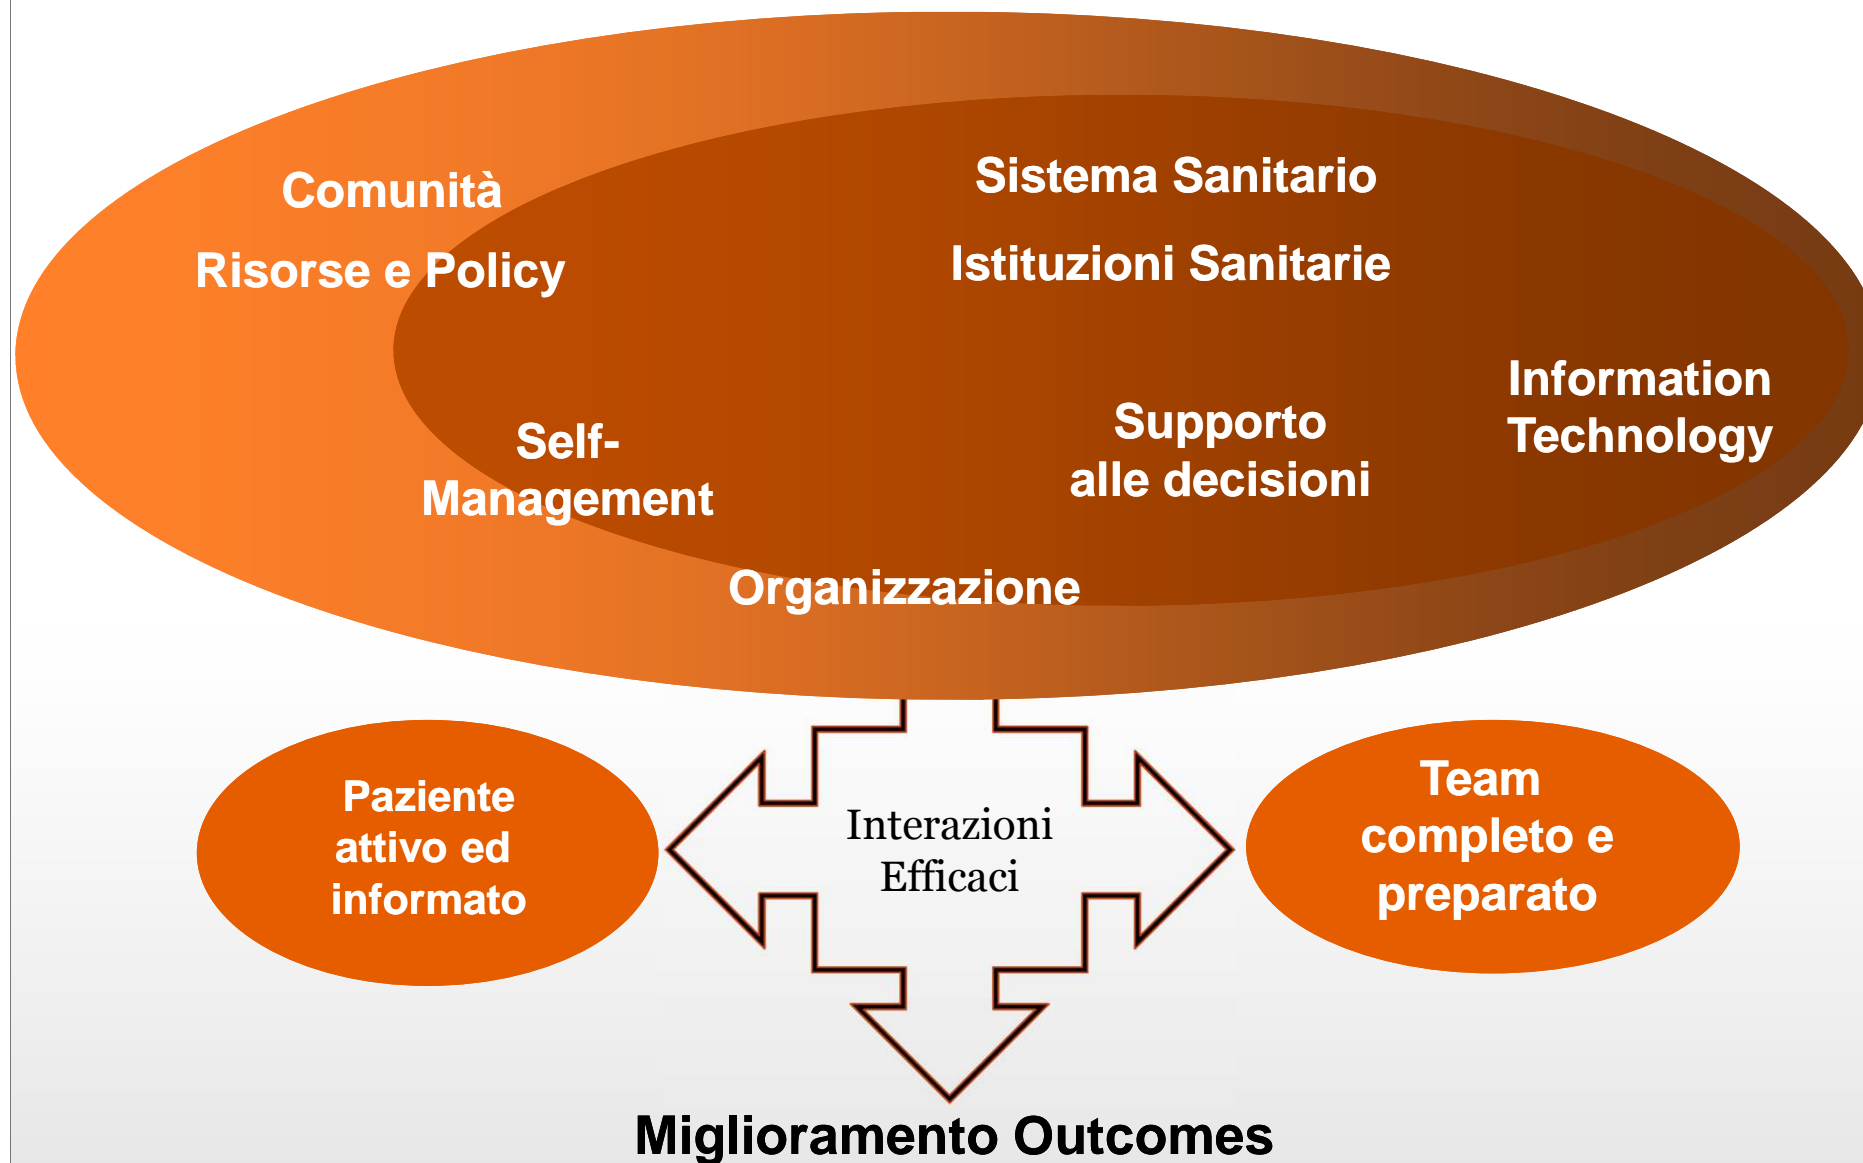 Comunità
Risorse e Policy
Sistema Sanitario
Istituzioni Sanitarie
Self-
Management
Supporto
alle decisioni
Information
Technology
Organizzazione
Paziente
attivo ed
informato
Interazioni
Efficaci
Team
completo e
preparato
Miglioramento Outcomes